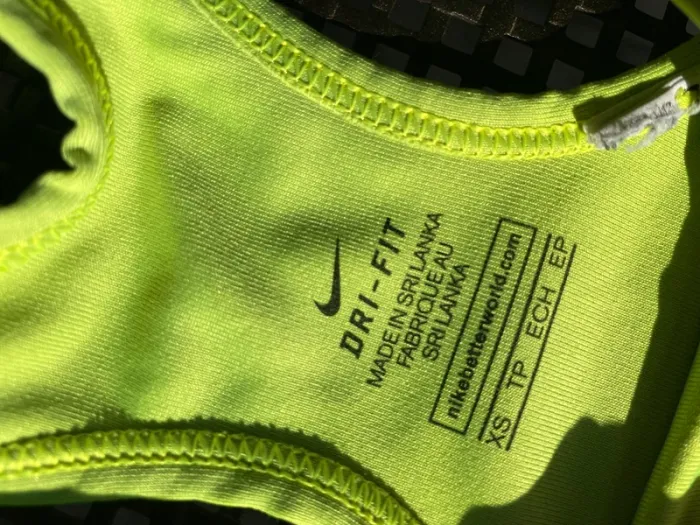 DRI-FIT
MADE IN SRI LANKA
FABRIQUE AU
SRI LANKA
nikebetterworld.com
XS TP ECH EP